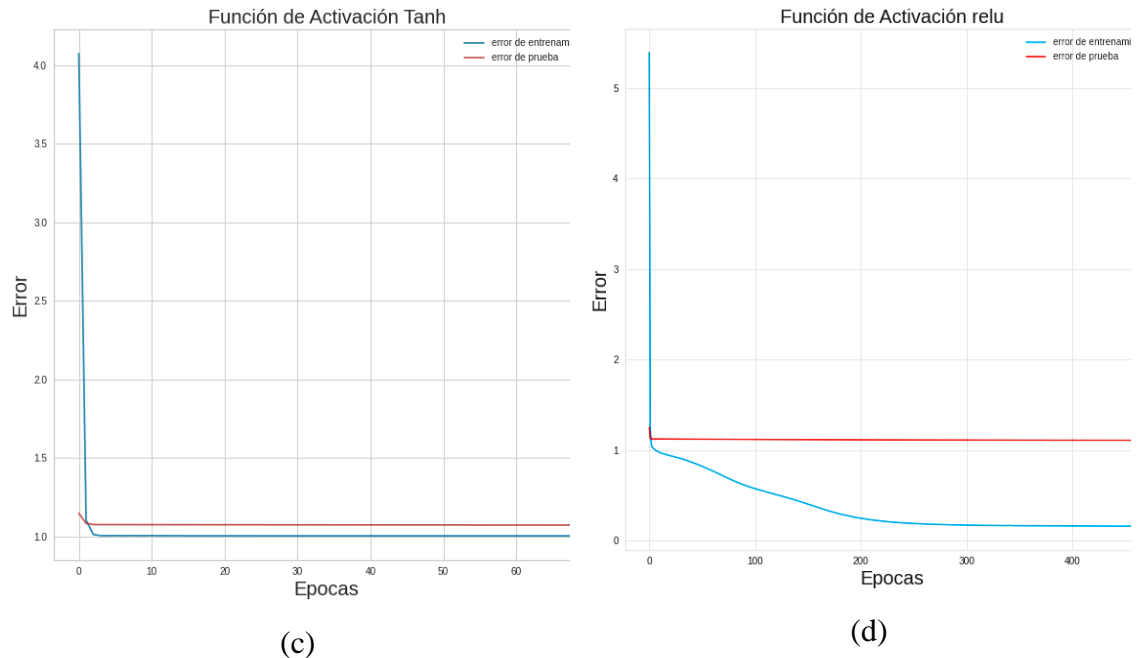 Función de Activación Tanh
error de entrenam
error de prueba
4.0
3.5
3.0
2.5
2.0
1.5
1.0
Error
0 10 20 30 40 50 60
Epocas
(c)
Función de Activación relu
error de entrenami
error de prueba
5
4
3
2
1
0
Error
0 100 200 300 400
Epocas
(d)